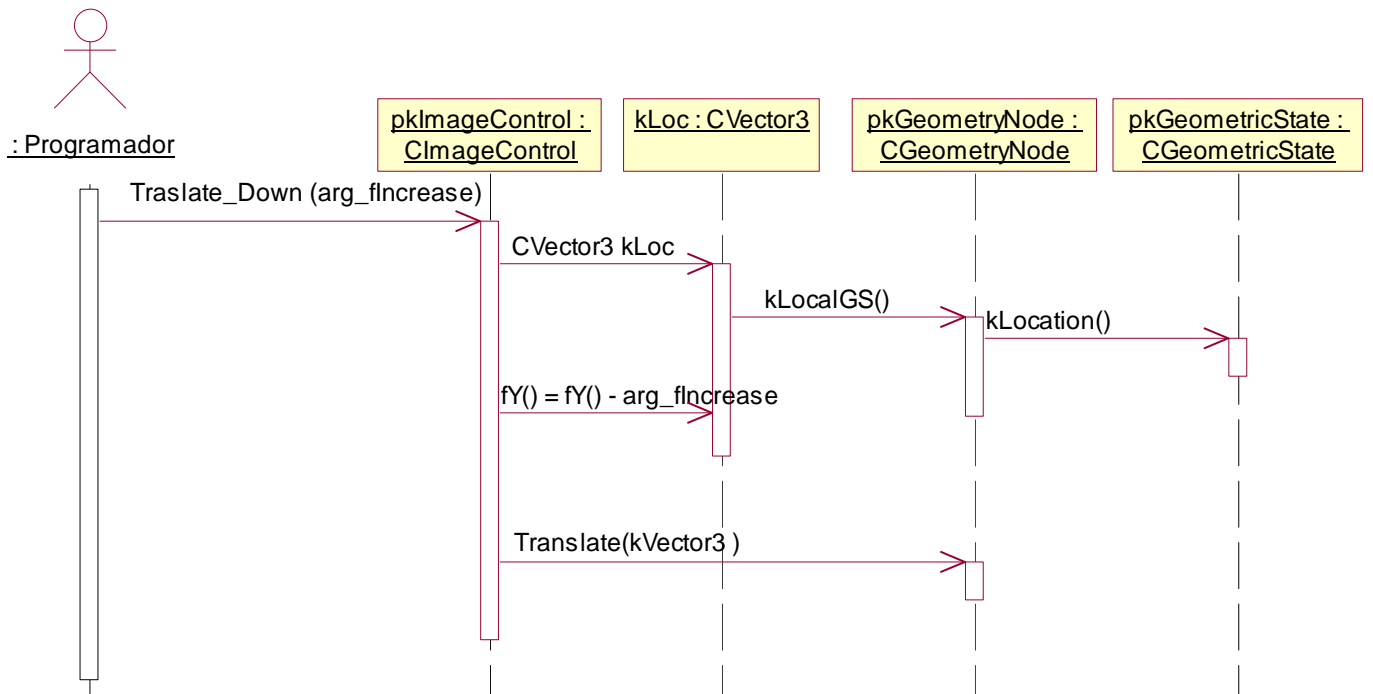 : Programador
pkImageControl :
CImageControl
kLoc : CVector3
pkGeometryNode :
CGeometryNode
pkGeometricState :
CGeometricState
Traslate_Down (arg_fIncrease)
CVector3 kLoc
kLocalGS()
kLocation()
fY() = fY() - arg_fIncrease
Translate(kVector3 )